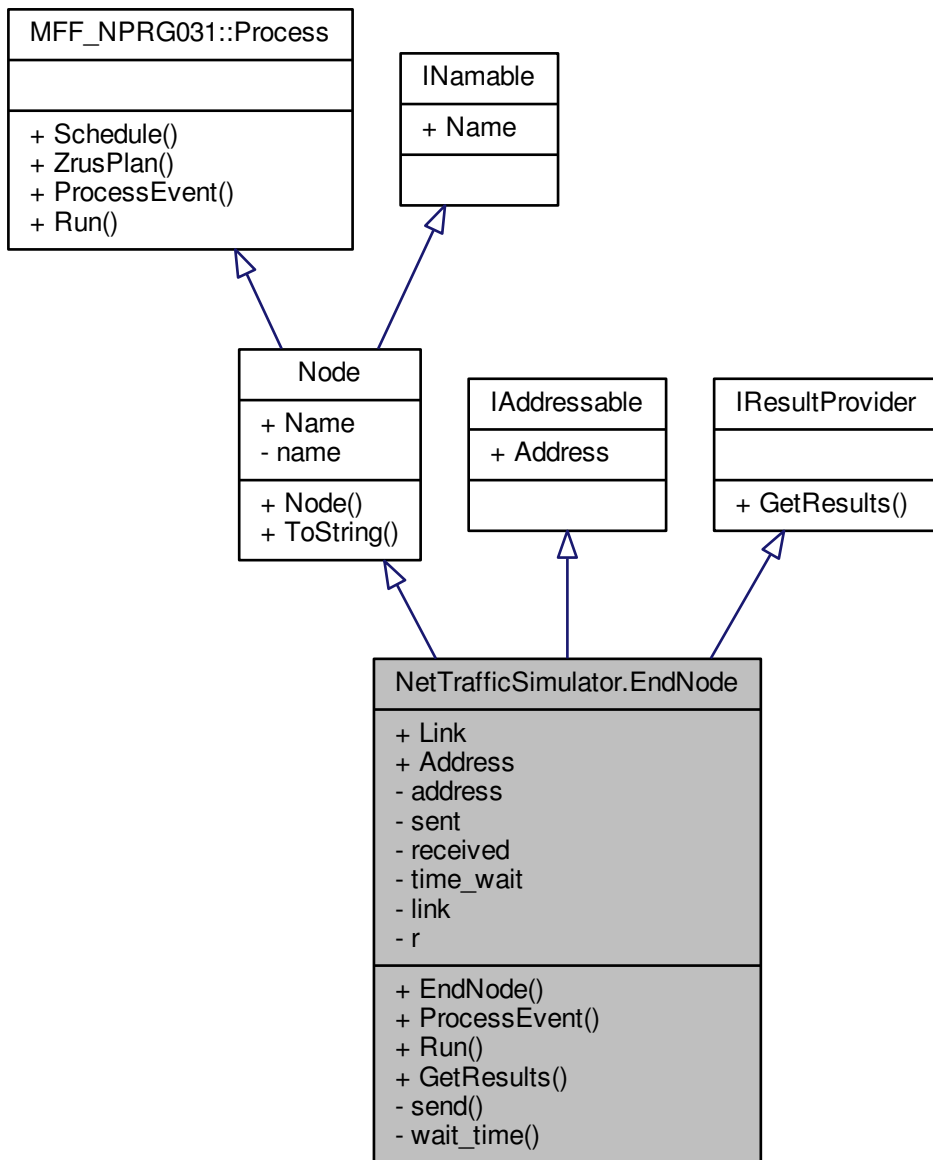 MFF_NPRG031::Process
+ Schedule()
+ ZrusPlan()
+ ProcessEvent()
+ Run()
INamable
+ Name
Node
+ Name
- name
+ Node()
+ ToString()
IAddressable
+ Address
IResultProvider
+ GetResults()
NetTrafficSimulator.EndNode
+ Link
+ Address
- address
- sent
- received
- time_wait
- link
- r
+ EndNode()
+ ProcessEvent()
+ Run()
+ GetResults()
- send()
- wait_time()